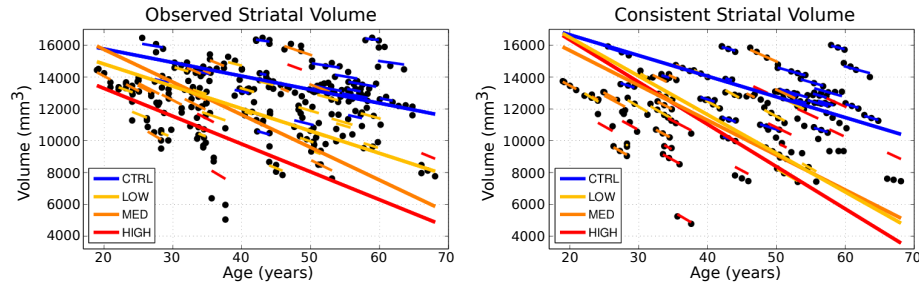 Observed Striatal Volume
Volume (mm³)
16000
14000
12000
10000
8000
6000
4000
CTRL
LOW
MED
HIGH
20 30 40 50 60 70
Age (years)
Consistent Striatal Volume
Volume (mm³)
16000
14000
12000
10000
8000
6000
4000
CTRL
LOW
MED
HIGH
20 30 40 50 60 70
Age (years)